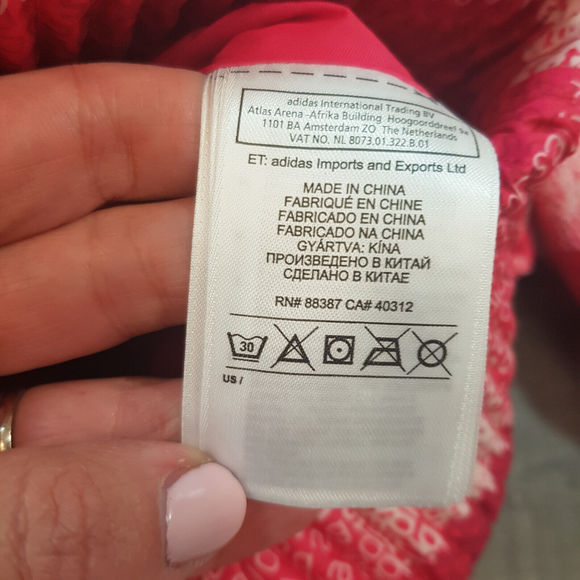 adidas International Trading BV
Atlas Arena -Afrika Building Hoogoorddreef 9a
1101 BA Amsterdam ZO The Netherlands
VAT NO. NL 8073.01.322.B.01
ET: adidas Imports and Exports Ltd
MADE IN CHINA
FABRIQUÉ EN CHINE
FABRICADO EN CHINA
FABRICADO NA CHINA
GYÁRTVA: KÍNA
ПРОИЗВЕДЕНО В КИТАЙ
СДЕЛАНО В КИТАЕ
RN# 88387 CA# 40312
30
US /